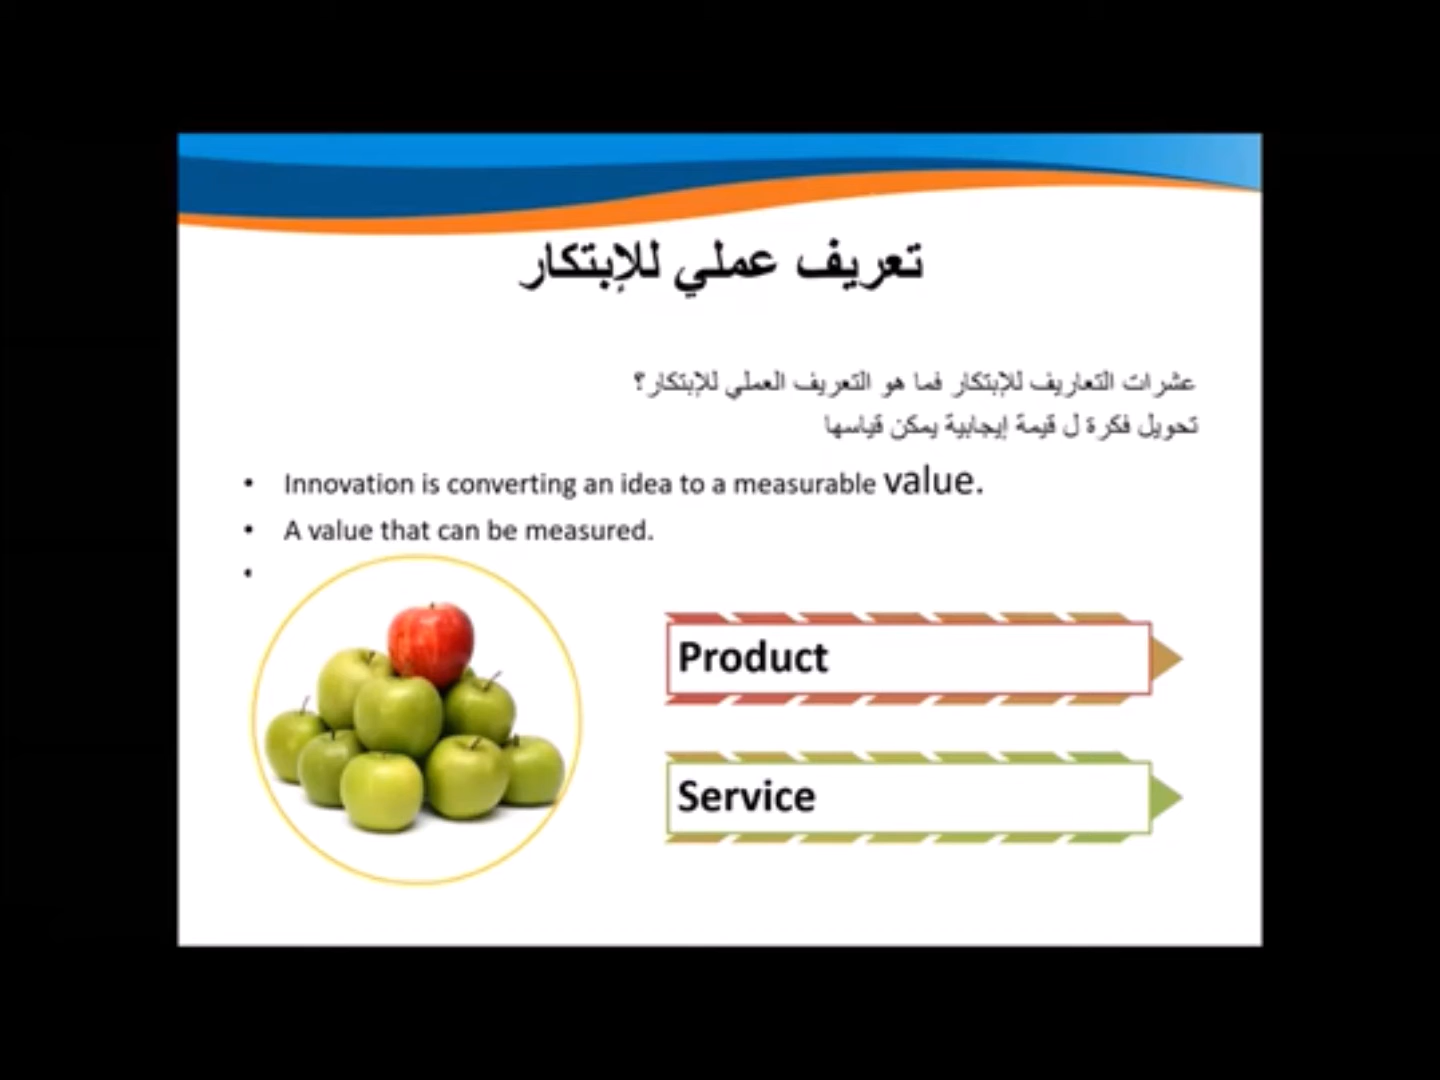 تعريف عملي للإبتكار
عشرات التعاريف للإبتكار فما هو التعريف العملي للإبتكار؟
تحويل فكرة ل قيمة إيجابية يمكن قياسها
• Innovation is converting an idea to a measurable value.
• A value that can be measured.
•
Product
Service